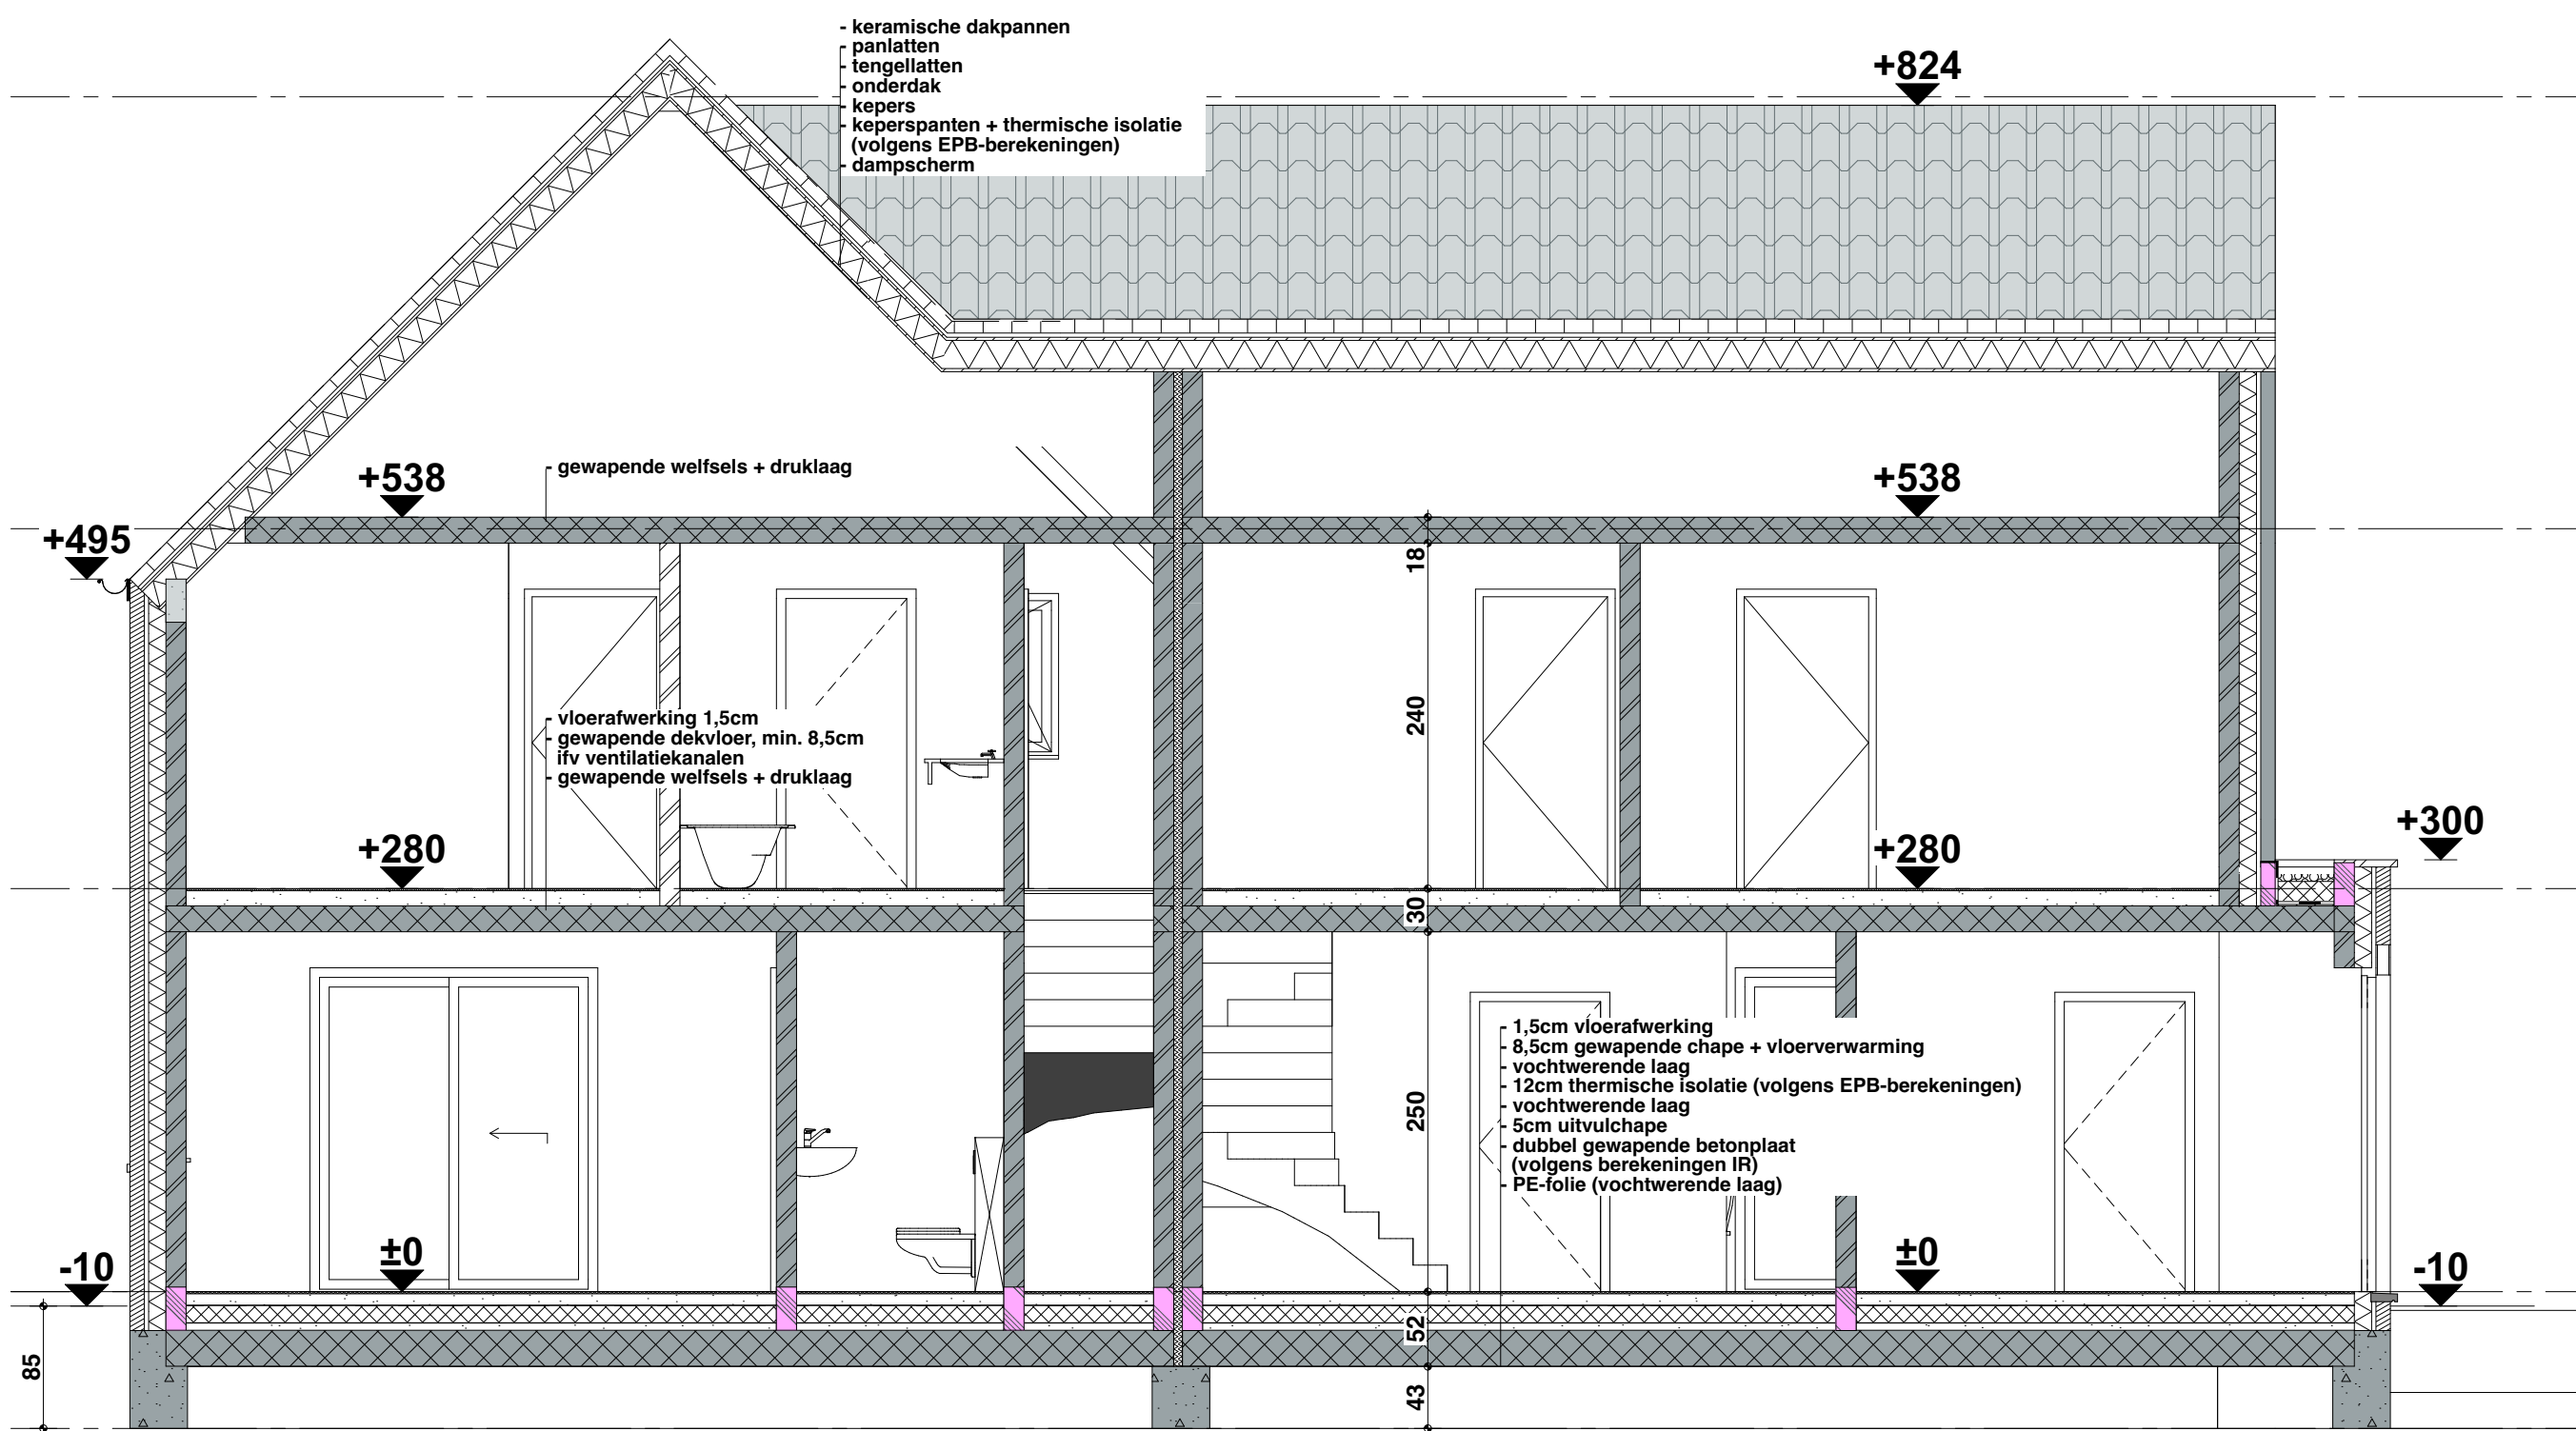 - keramische dakpannen
- panlatten
- tengellatten
- onderdak
- kepers
- keperspanten + thermische isolatie
(volgens EPB-berekeningen)
- dampscherm
+824
- gewapende welfsels + druklaag
+538
+538
+495
18
240
- vloerafwerking 1,5cm
- gewapende dekvloer, min. 8,5cm
ifv ventilatiekanalen
- gewapende welfsels + druklaag
+280
+280
+300
30
250
- 1,5cm vloerafwerking
- 8,5cm gewapende chape + vloerverwarming
- vochtwerende laag
- 12cm thermische isolatie (volgens EPB-berekeningen)
- vochtwerende laag
- 5cm uitvulchape
- dubbel gewapende betonplaat
(volgens berekeningen IR)
- PE-folie (vochtwerende laag)
-10
±0
±0
-10
52
85
43